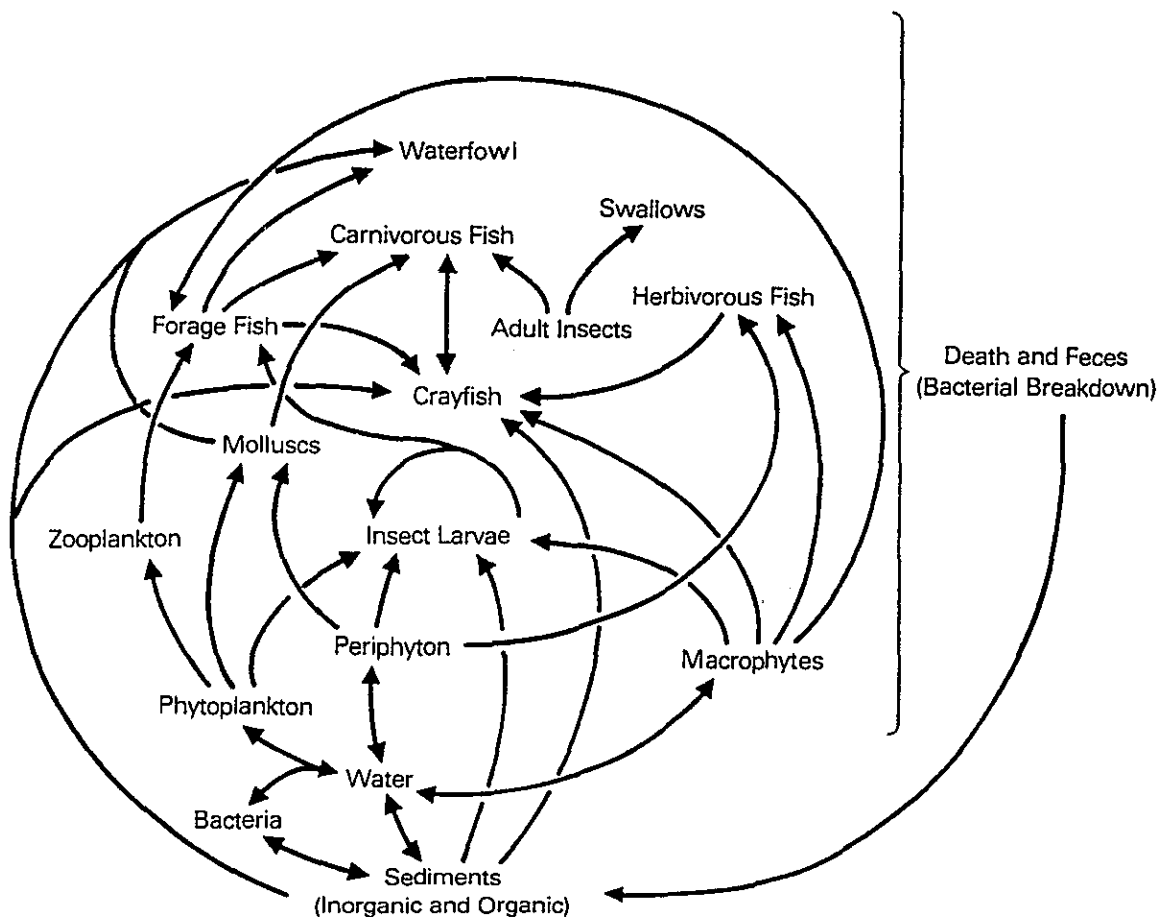 Waterfowl
Swallows
Carnivorous Fish
Herbivorous Fish
Forage Fish
Adult Insects
Death and Feces
(Bacterial Breakdown)
Crayfish
Molluscs
Zooplankton
Insect Larvae
Periphyton
Macrophytes
Phytoplankton
Water
Bacteria
Sediments
(Inorganic and Organic)